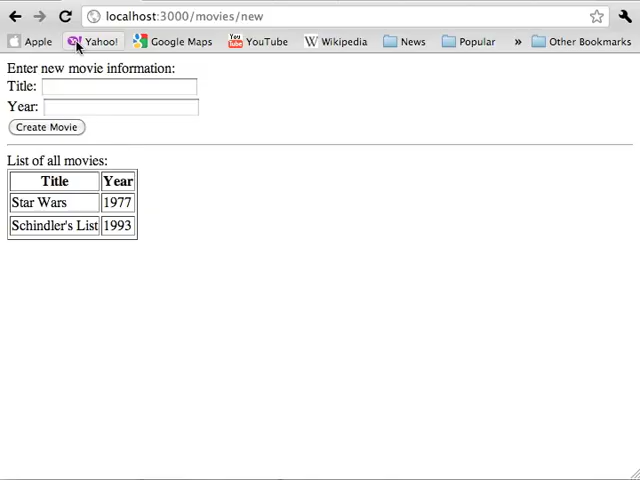 localhost:3000/movies/new
Apple Yahoo! Google Maps YouTube Wikipedia News Popular » Other Bookmarks
Enter new movie information:
Title:
Year:
Create Movie
List of all movies:
Title Year
Star Wars 1977
Schindler's List 1993